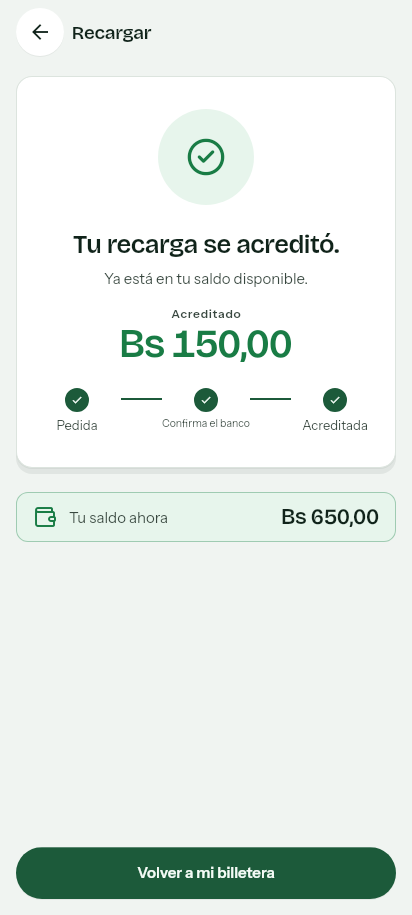 Recargar
Tu recarga se acreditó.
Ya está en tu saldo disponible.
Acreditado
Bs 150,00
Pedida
Confirma el banco
Acreditada
Tu saldo ahora
Bs 650,00
Volver a mi billetera